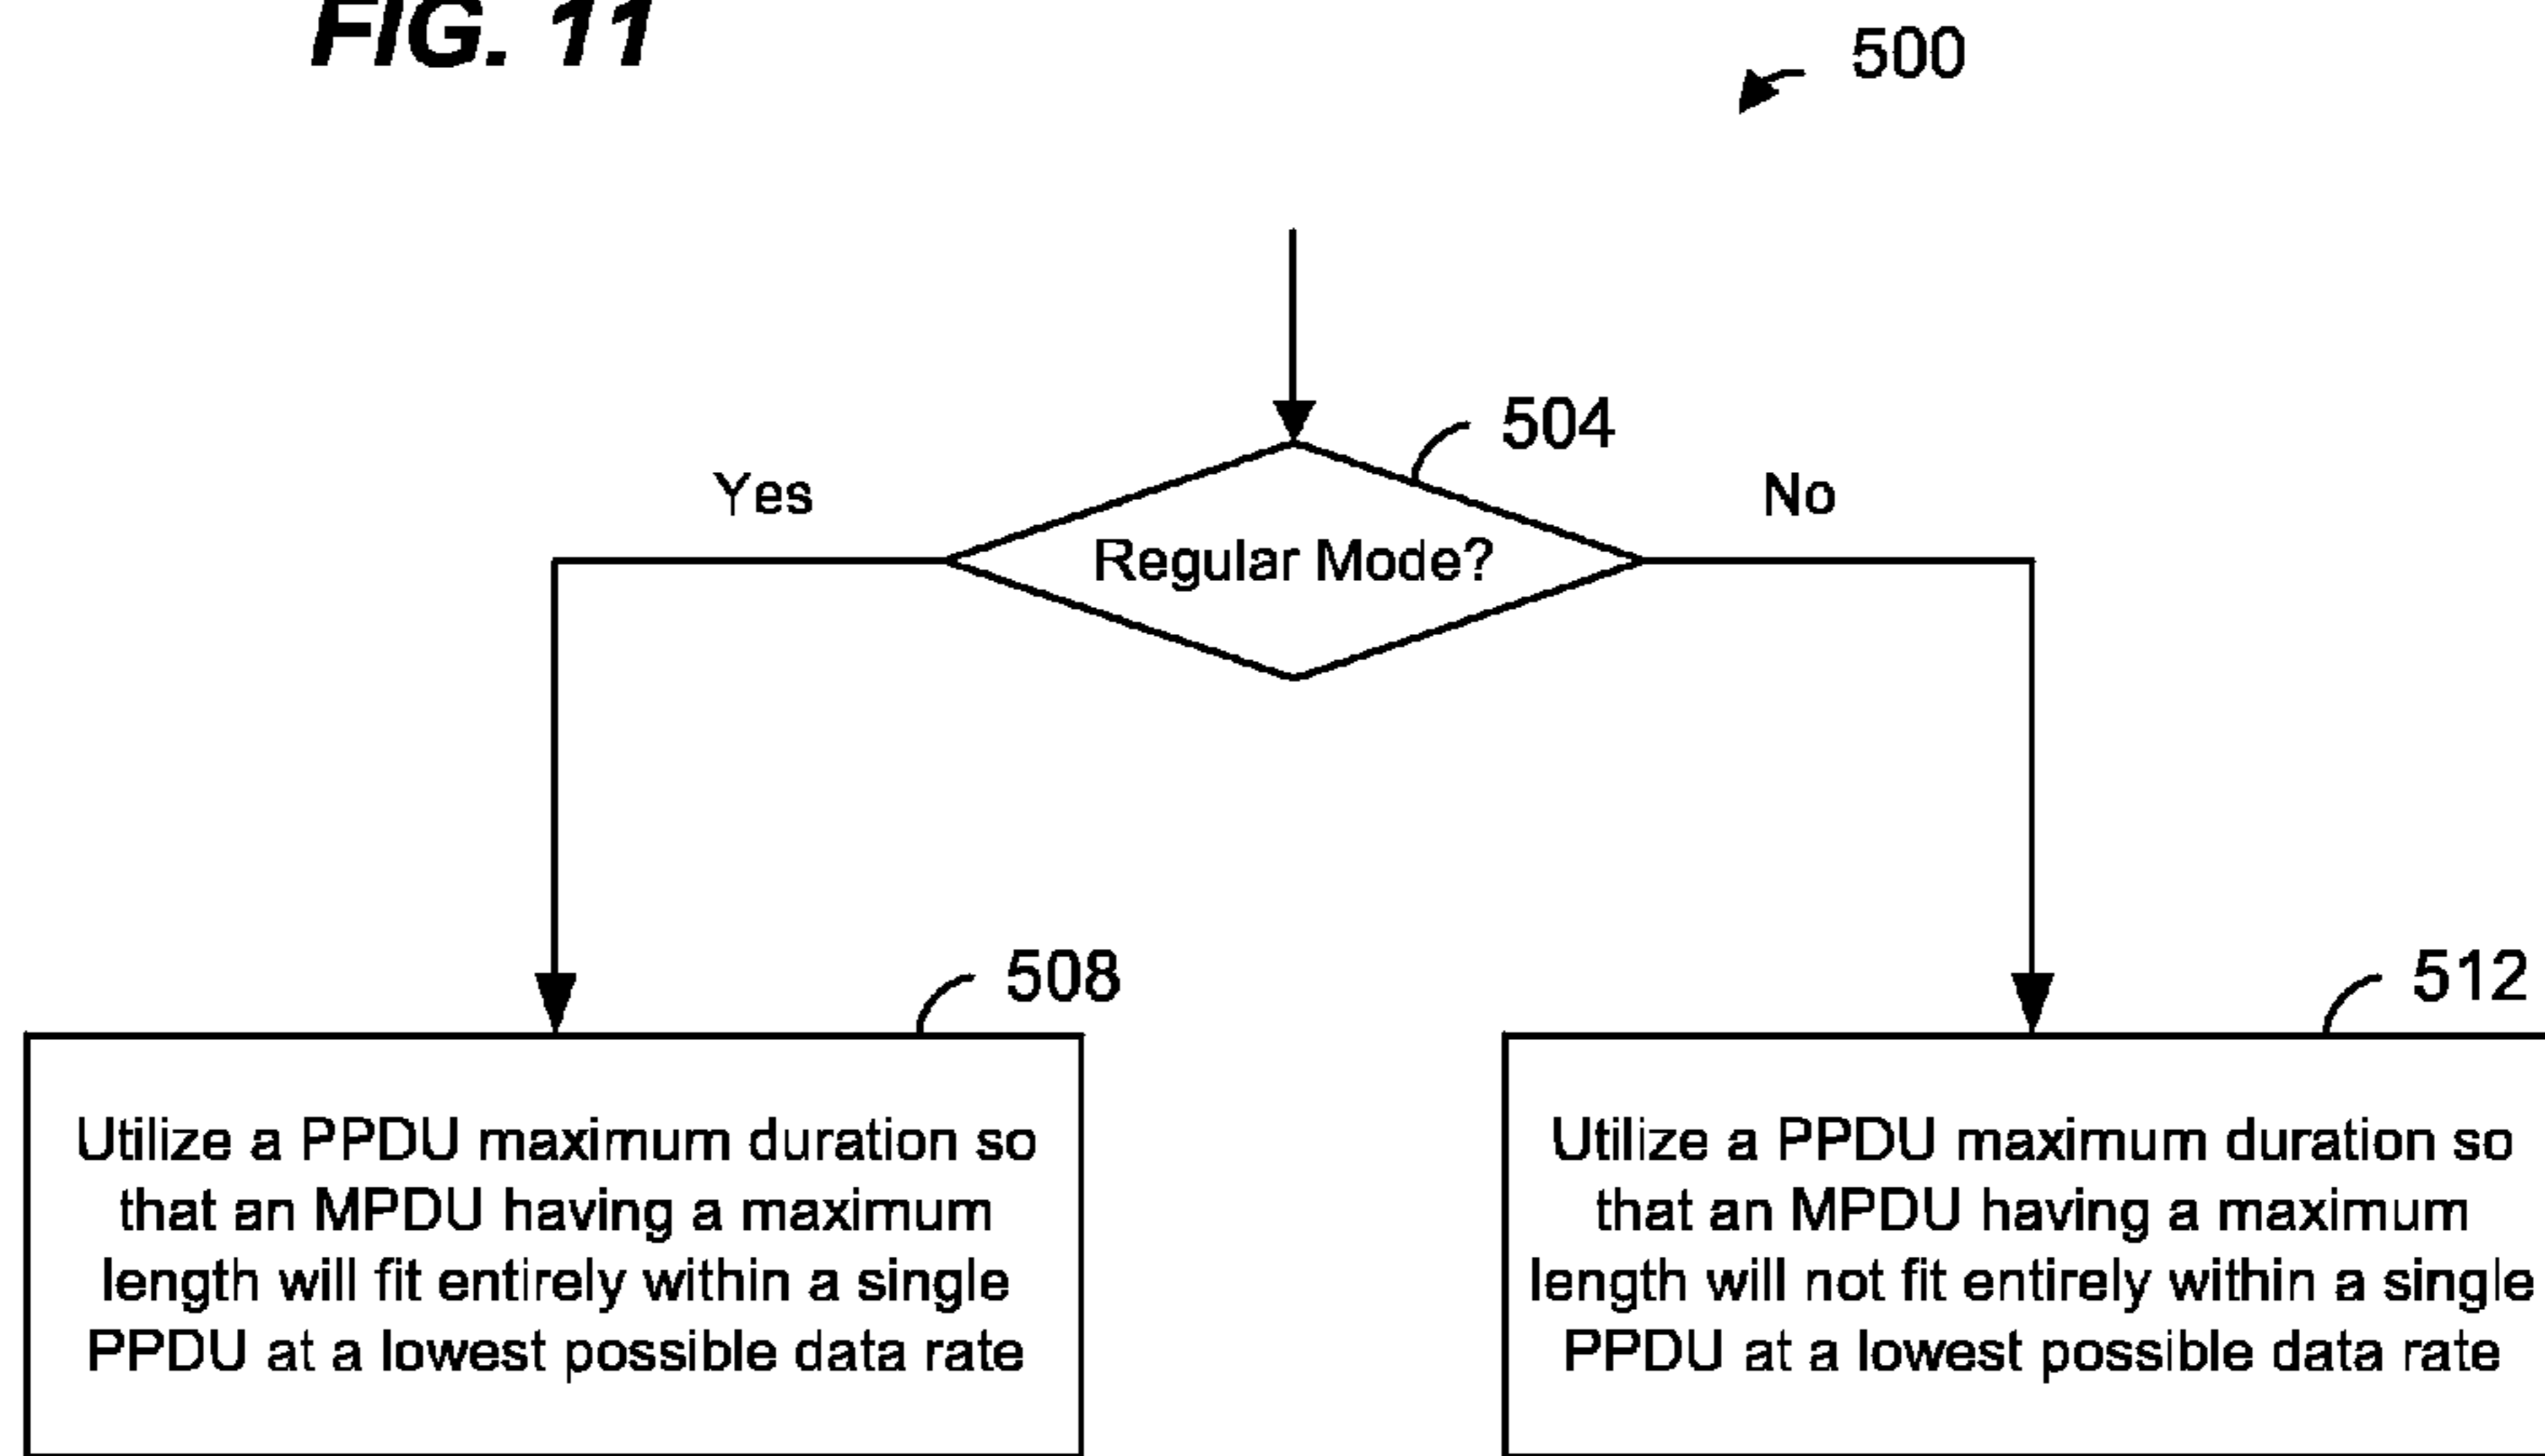 FIG. 11
500
504
Yes
No
Regular Mode?
508
512
Utilize a PPDU maximum duration so
that an MPDU having a maximum
length will fit entirely within a single
PPDU at a lowest possible data rate
Utilize a PPDU maximum duration so
that an MPDU having a maximum
length will not fit entirely within a single
PPDU at a lowest possible data rate